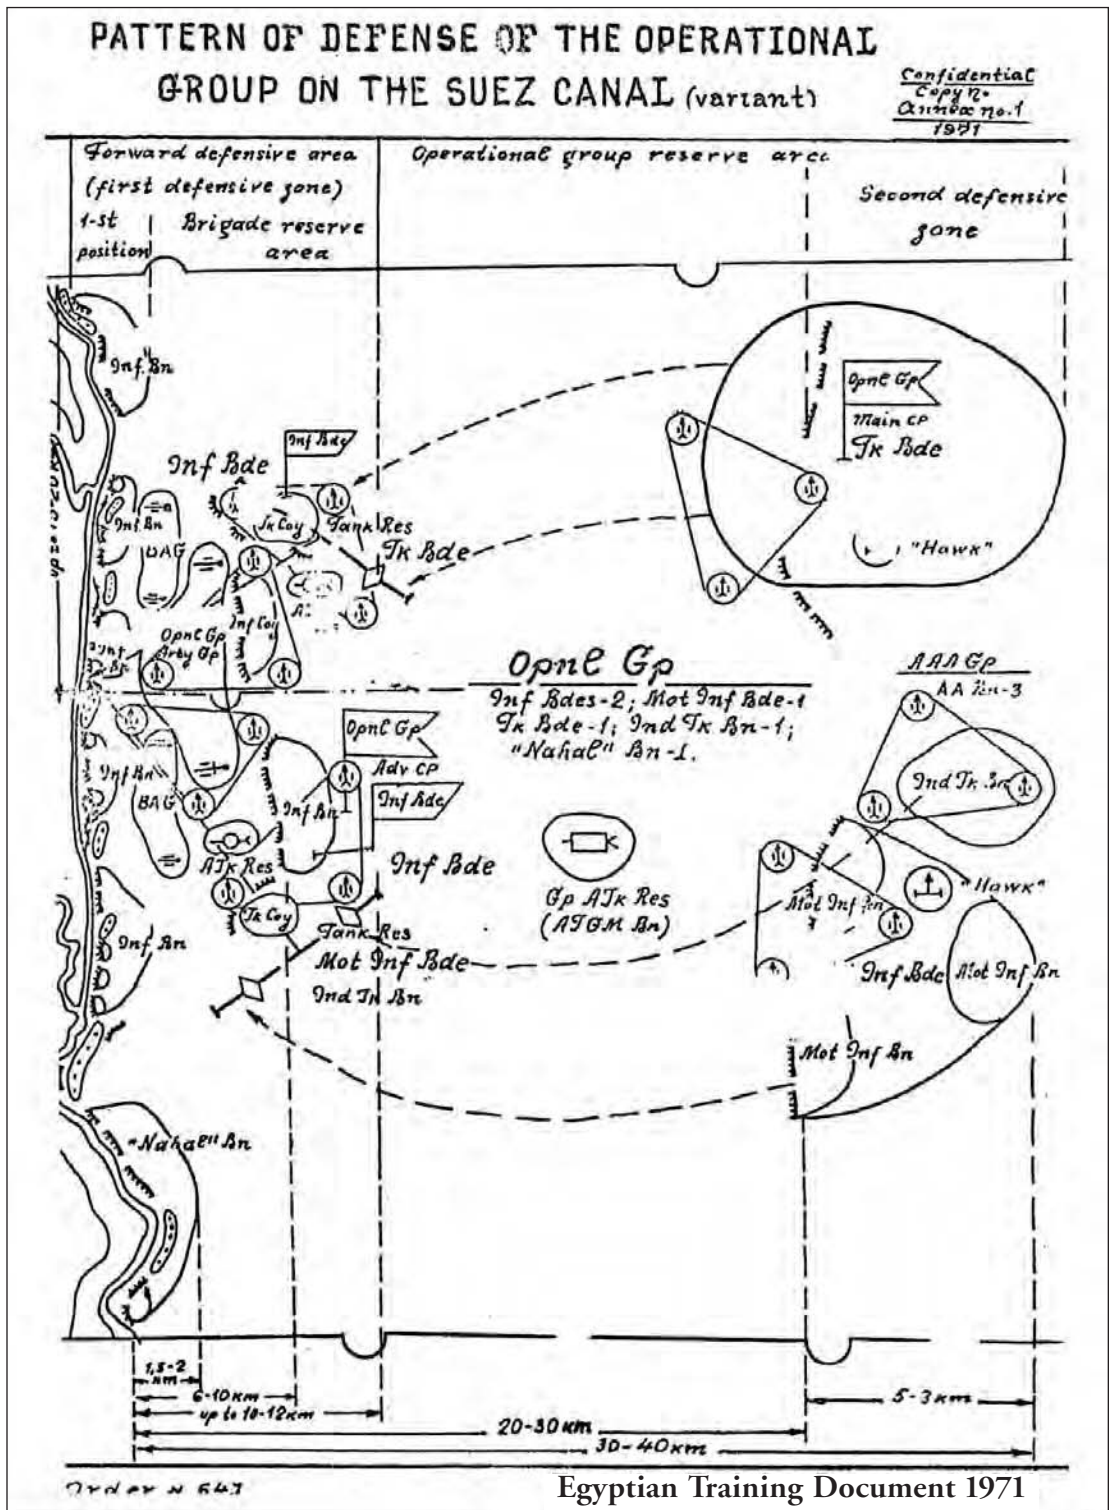 PATTERN OF DEFENSE OF THE OPERATIONAL
GROUP ON THE SUEZ CANAL (variant)
Confidential
Copy n.
Annex no.1
1971
Forward defensive area
(first defensive zone)
1-st
position
Brigade reserve
area
Operational group reserve area
Second defensive
zone
Inf. Bn
Inf Bde
Inf Bde
Inf Bn
BAG
Tk Coy
Tank Res
Tk Bde
Inf Coy
Opnl Gp
Arty Gp
Inf
Bn
Opnl Gp
Main CP
Tk Bde
"Hawk"
Opnl Gp
Inf Bdes-2; Mot Inf Bde-1
Tk Bde-1; Ind Tk Bn-1;
"Nahal" Bn-1.
AAA Gp
AA Bn-3
Ind Tk Bn
Opnl Gp
Adv CP
Inf Bde
Inf Bn
BAG
Inf Bn
ATk Res
Inf Bde
Tk Coy
Tank Res
Mot Inf Bde
Ind Tk Bn
Gp ATk Res
(ATGM Bn)
"Hawk"
Mot Inf Bn
Inf Bde
Mot Inf Bn
Mot Inf Bn
Inf Bn
"Nahal" Bn
1,5-2
km
6-10 km
up to 10-12 km
5-3 km
20-30 km
30-40 km
Order N 647
Egyptian Training Document 1971